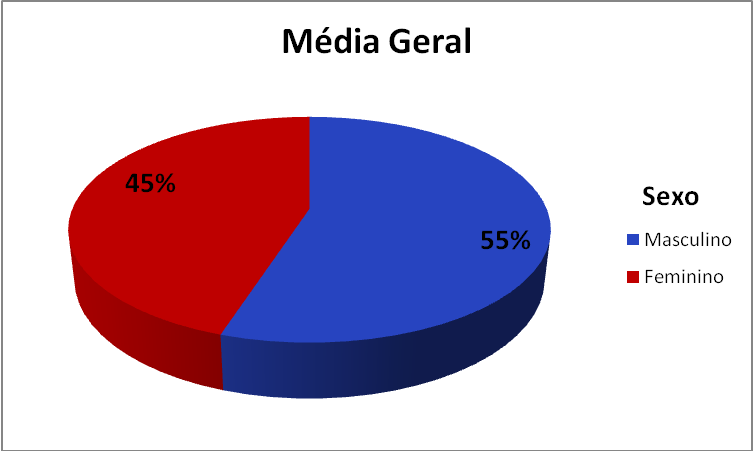 Média Geral
45%
55%
Sexo
Masculino
Feminino